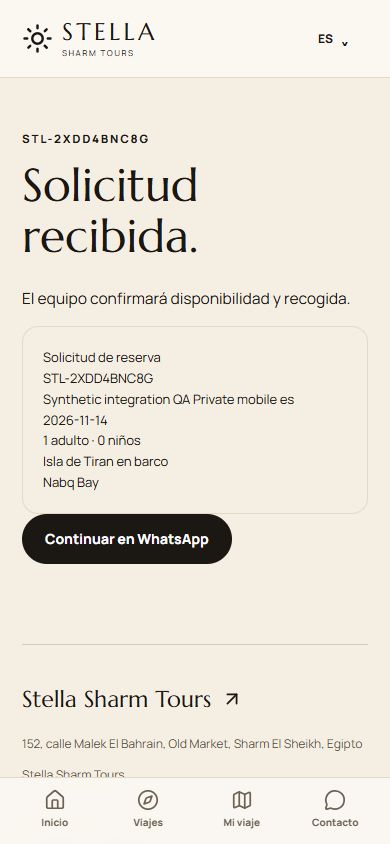 STELLA
SHARM TOURS
ES
STL-2XDD4BNC8G
Solicitud
recibida.
El equipo confirmará disponibilidad y recogida.
Solicitud de reserva
STL-2XDD4BNC8G
Synthetic integration QA Private mobile es
2026-11-14
1 adulto · 0 niños
Isla de Tiran en barco
Nabq Bay
Continuar en WhatsApp
Stella Sharm Tours
152, calle Malek El Bahrain, Old Market, Sharm El Sheikh, Egipto
Stella Sharm Tours
Inicio Viajes Mi viaje Contacto